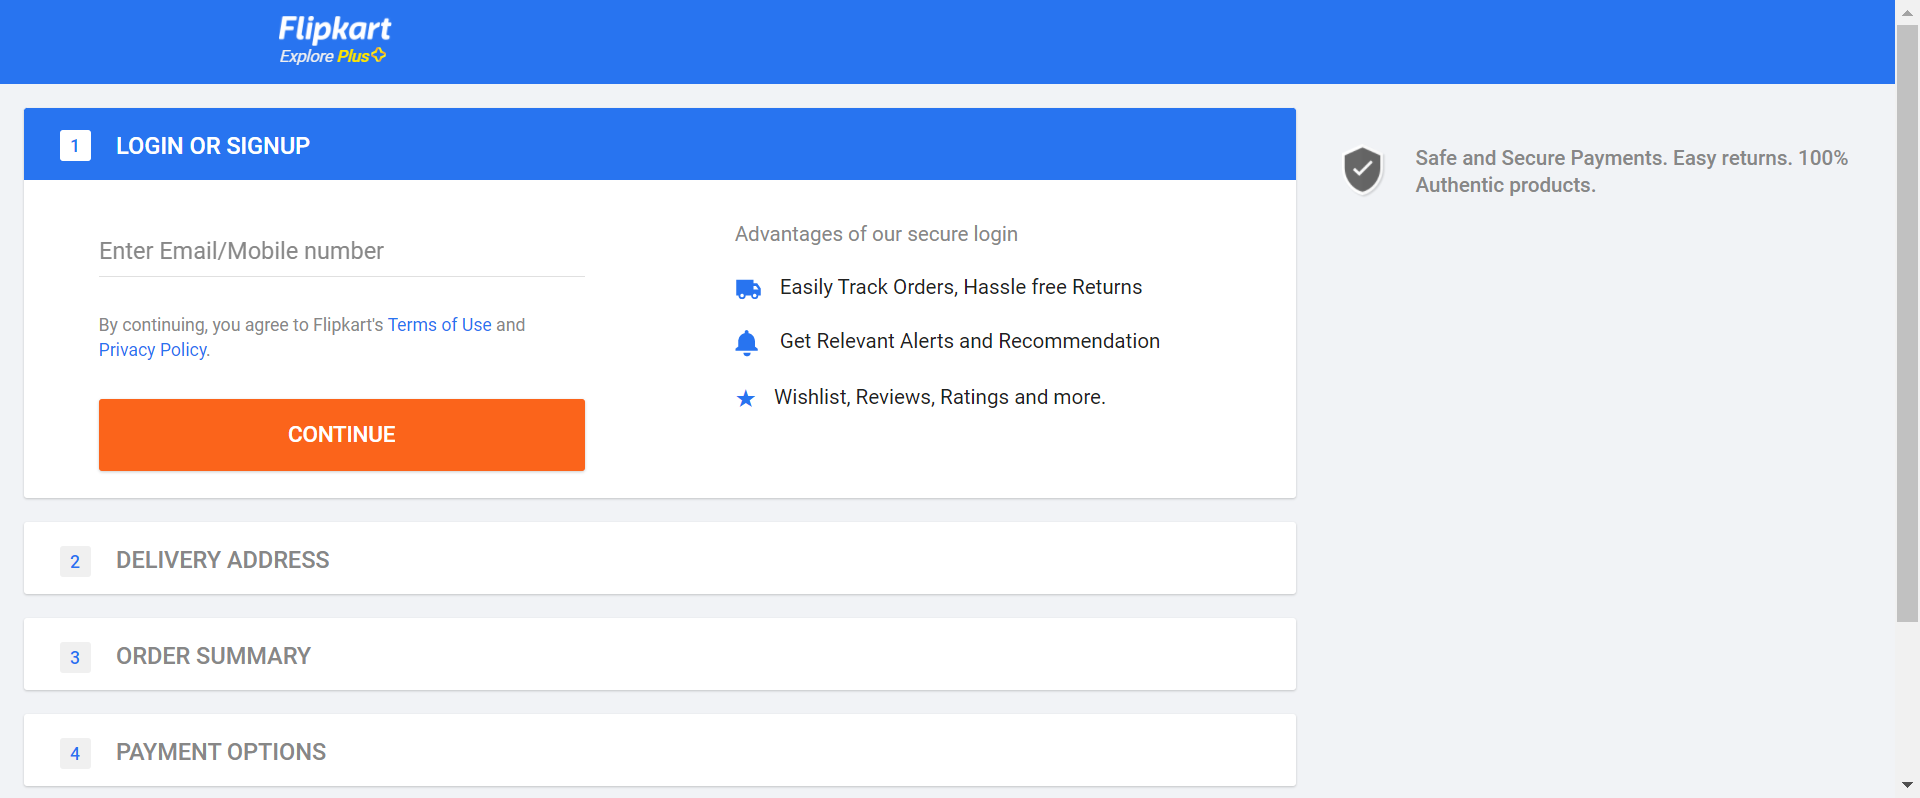 Flipkart
Explore Plus
1 LOGIN OR SIGNUP
Enter Email/Mobile number
By continuing, you agree to Flipkart's Terms of Use and
Privacy Policy.
CONTINUE
Advantages of our secure login
Easily Track Orders, Hassle free Returns
Get Relevant Alerts and Recommendation
Wishlist, Reviews, Ratings and more.
Safe and Secure Payments. Easy returns. 100%
Authentic products.
2 DELIVERY ADDRESS
3 ORDER SUMMARY
4 PAYMENT OPTIONS